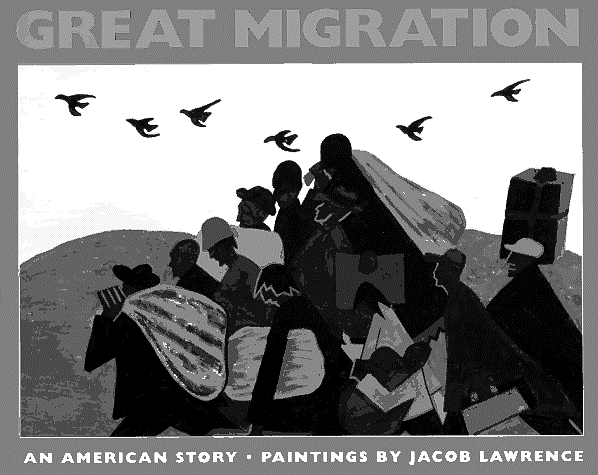 GREAT MIGRATION
AN AMERICAN STORY · PAINTINGS BY JACOB LAWRENCE